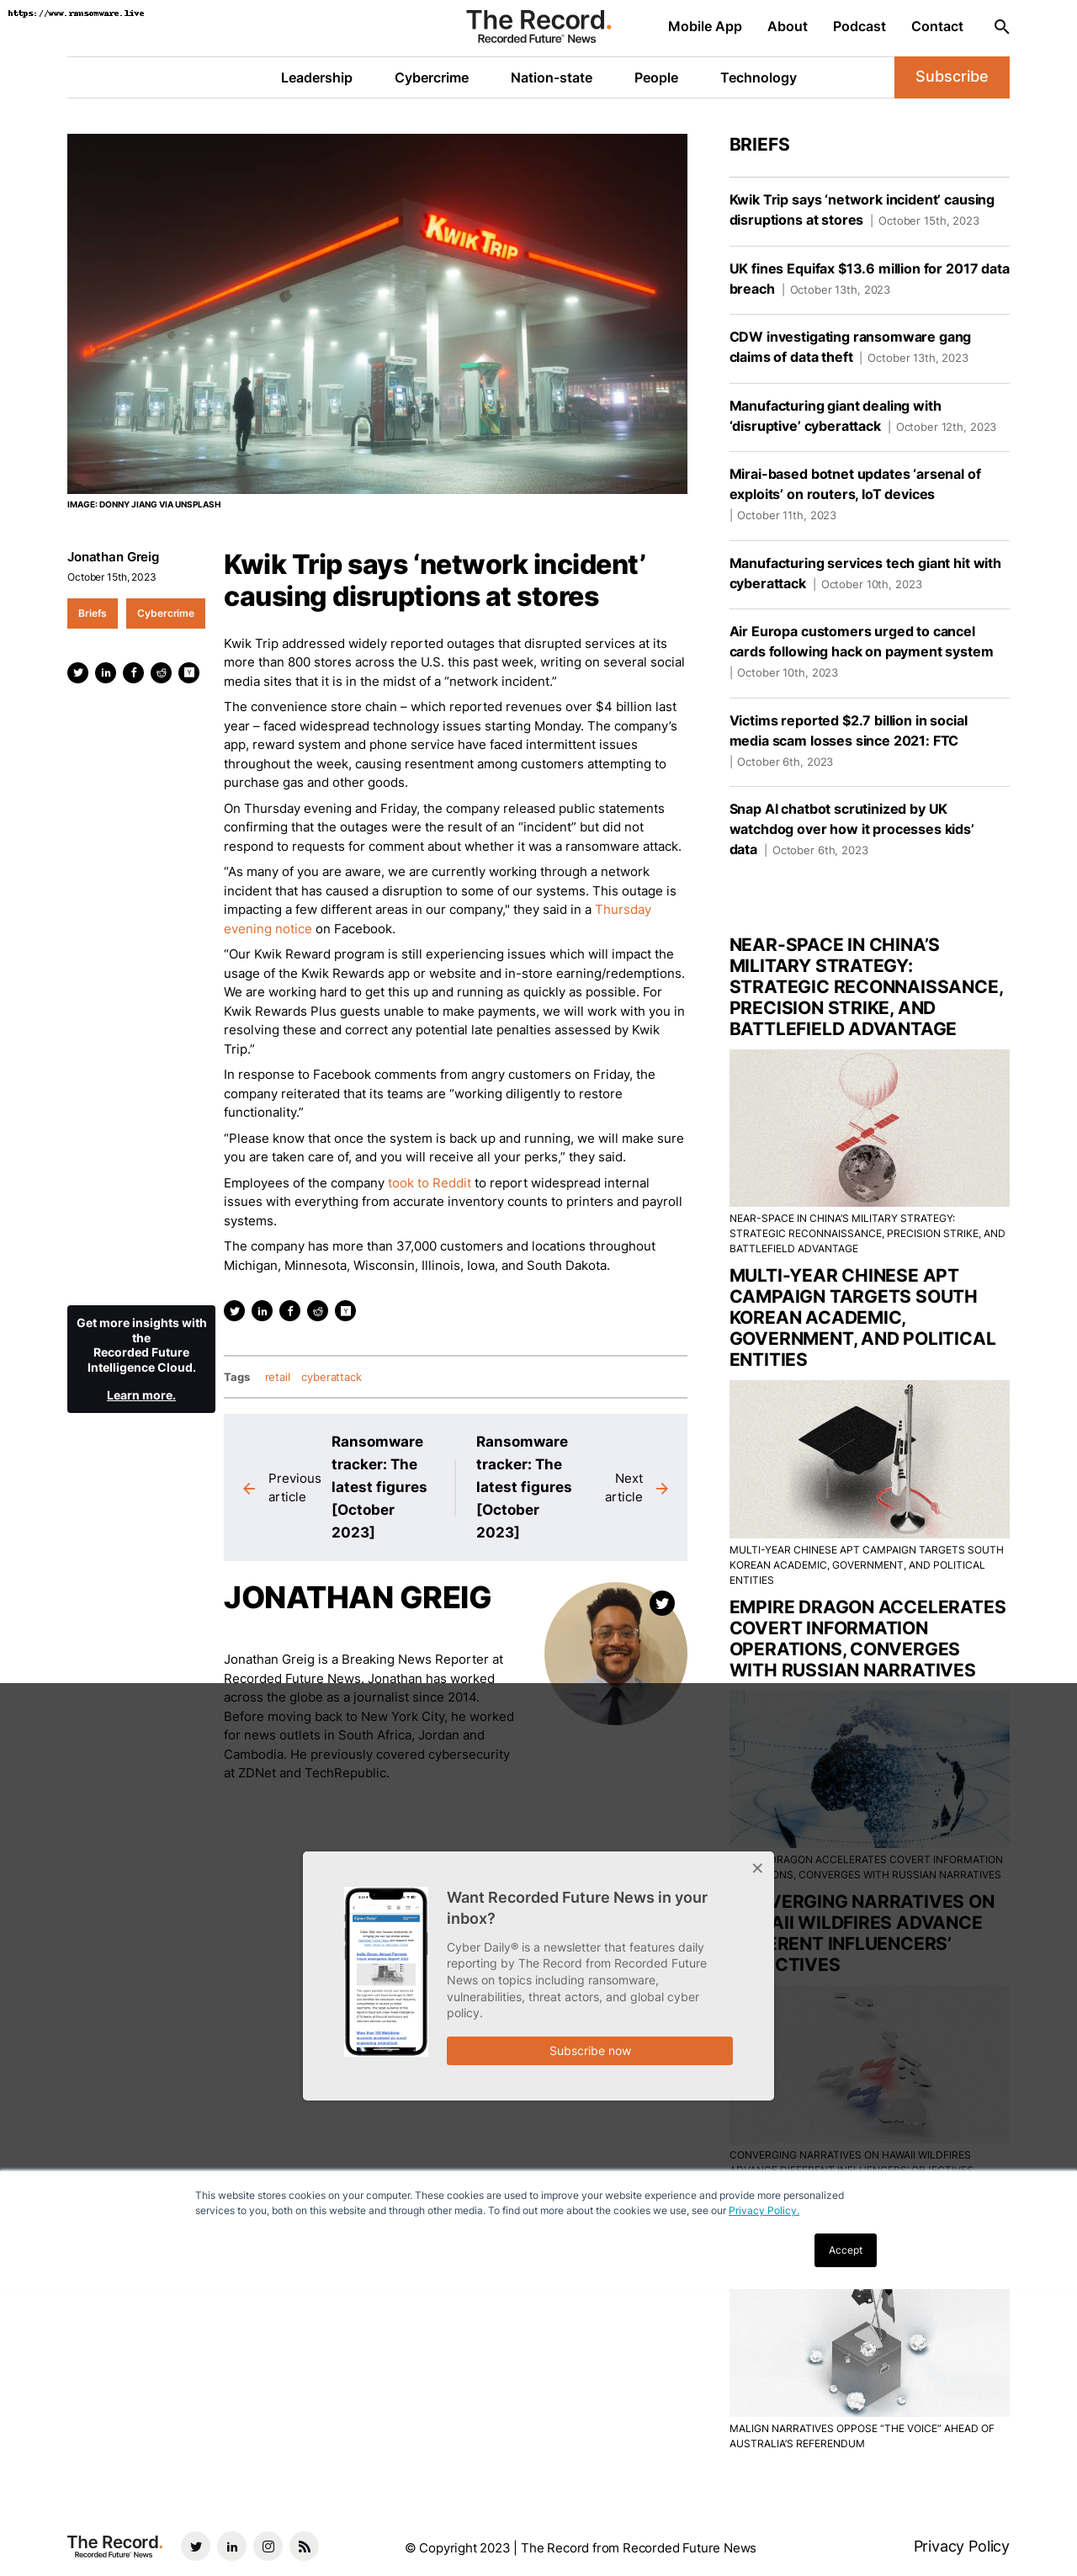 https://www.ransomware.live
The Record.
Recorded Future® News
Mobile App
About
Podcast
Contact
Leadership
Cybercrime
Nation-state
People
Technology
Subscribe
KWIK TRIP
IMAGE: DONNY JIANG VIA UNSPLASH
Jonathan Greig
October 15th, 2023
Briefs
Cybercrime
Kwik Trip says ‘network incident’
causing disruptions at stores
Kwik Trip addressed widely reported outages that disrupted services at its
more than 800 stores across the U.S. this past week, writing on several social
media sites that it is in the midst of a “network incident.”
The convenience store chain – which reported revenues over $4 billion last
year – faced widespread technology issues starting Monday. The company’s
app, reward system and phone service have faced intermittent issues
throughout the week, causing resentment among customers attempting to
purchase gas and other goods.
On Thursday evening and Friday, the company released public statements
confirming that the outages were the result of an “incident” but did not
respond to requests for comment about whether it was a ransomware attack.
“As many of you are aware, we are currently working through a network
incident that has caused a disruption to some of our systems. This outage is
impacting a few different areas in our company," they said in a Thursday
evening notice on Facebook.
“Our Kwik Reward program is still experiencing issues which will impact the
usage of the Kwik Rewards app or website and in-store earning/redemptions.
We are working hard to get this up and running as quickly as possible. For
Kwik Rewards Plus guests unable to make payments, we will work with you in
resolving these and correct any potential late penalties assessed by Kwik
Trip.”
In response to Facebook comments from angry customers on Friday, the
company reiterated that its teams are “working diligently to restore
functionality.”
“Please know that once the system is back up and running, we will make sure
you are taken care of, and you will receive all your perks,” they said.
Employees of the company took to Reddit to report widespread internal
issues with everything from accurate inventory counts to printers and payroll
systems.
The company has more than 37,000 customers and locations throughout
Michigan, Minnesota, Wisconsin, Illinois, Iowa, and South Dakota.
Get more insights with
the
Recorded Future
Intelligence Cloud.
Learn more.
Tags
retail
cyberattack
Previous
article
Ransomware
tracker: The
latest figures
[October
2023]
Ransomware
tracker: The
latest figures
[October
2023]
Next
article
JONATHAN GREIG
Jonathan Greig is a Breaking News Reporter at
Recorded Future News. Jonathan has worked
across the globe as a journalist since 2014.
Before moving back to New York City, he worked
for news outlets in South Africa, Jordan and
Cambodia. He previously covered cybersecurity
at ZDNet and TechRepublic.
BRIEFS
Kwik Trip says ‘network incident’ causing
disruptions at stores | October 15th, 2023
UK fines Equifax $13.6 million for 2017 data
breach | October 13th, 2023
CDW investigating ransomware gang
claims of data theft | October 13th, 2023
Manufacturing giant dealing with
‘disruptive’ cyberattack | October 12th, 2023
Mirai-based botnet updates ‘arsenal of
exploits’ on routers, IoT devices
| October 11th, 2023
Manufacturing services tech giant hit with
cyberattack | October 10th, 2023
Air Europa customers urged to cancel
cards following hack on payment system
| October 10th, 2023
Victims reported $2.7 billion in social
media scam losses since 2021: FTC
| October 6th, 2023
Snap AI chatbot scrutinized by UK
watchdog over how it processes kids’
data | October 6th, 2023
NEAR-SPACE IN CHINA’S
MILITARY STRATEGY:
STRATEGIC RECONNAISSANCE,
PRECISION STRIKE, AND
BATTLEFIELD ADVANTAGE
NEAR-SPACE IN CHINA’S MILITARY STRATEGY:
STRATEGIC RECONNAISSANCE, PRECISION STRIKE, AND
BATTLEFIELD ADVANTAGE
MULTI-YEAR CHINESE APT
CAMPAIGN TARGETS SOUTH
KOREAN ACADEMIC,
GOVERNMENT, AND POLITICAL
ENTITIES
MULTI-YEAR CHINESE APT CAMPAIGN TARGETS SOUTH
KOREAN ACADEMIC, GOVERNMENT, AND POLITICAL
ENTITIES
EMPIRE DRAGON ACCELERATES
COVERT INFORMATION
OPERATIONS, CONVERGES
WITH RUSSIAN NARRATIVES
DRAGON ACCELERATES COVERT INFORMATION
CONVERGES WITH RUSSIAN NARRATIVES
NARRATIVES ON
WILDFIRES ADVANCE
INFLUENCERS’
CONVERGING NARRATIVES ON HAWAII WILDFIRES
ADVANCE DIFFERENT INFLUENCERS’ OBJECTIVES
Want Recorded Future News in your
inbox?
Cyber Daily® is a newsletter that features daily
reporting by The Record from Recorded Future
News on topics including ransomware,
vulnerabilities, threat actors, and global cyber
policy.
Subscribe now
This website stores cookies on your computer. These cookies are used to improve your website experience and provide more personalized
services to you, both on this website and through other media. To find out more about the cookies we use, see our Privacy Policy.
Accept
MALIGN NARRATIVES OPPOSE “THE VOICE” AHEAD OF
AUSTRALIA’S REFERENDUM
The Record.
Recorded Future® News
© Copyright 2023 | The Record from Recorded Future News
Privacy Policy